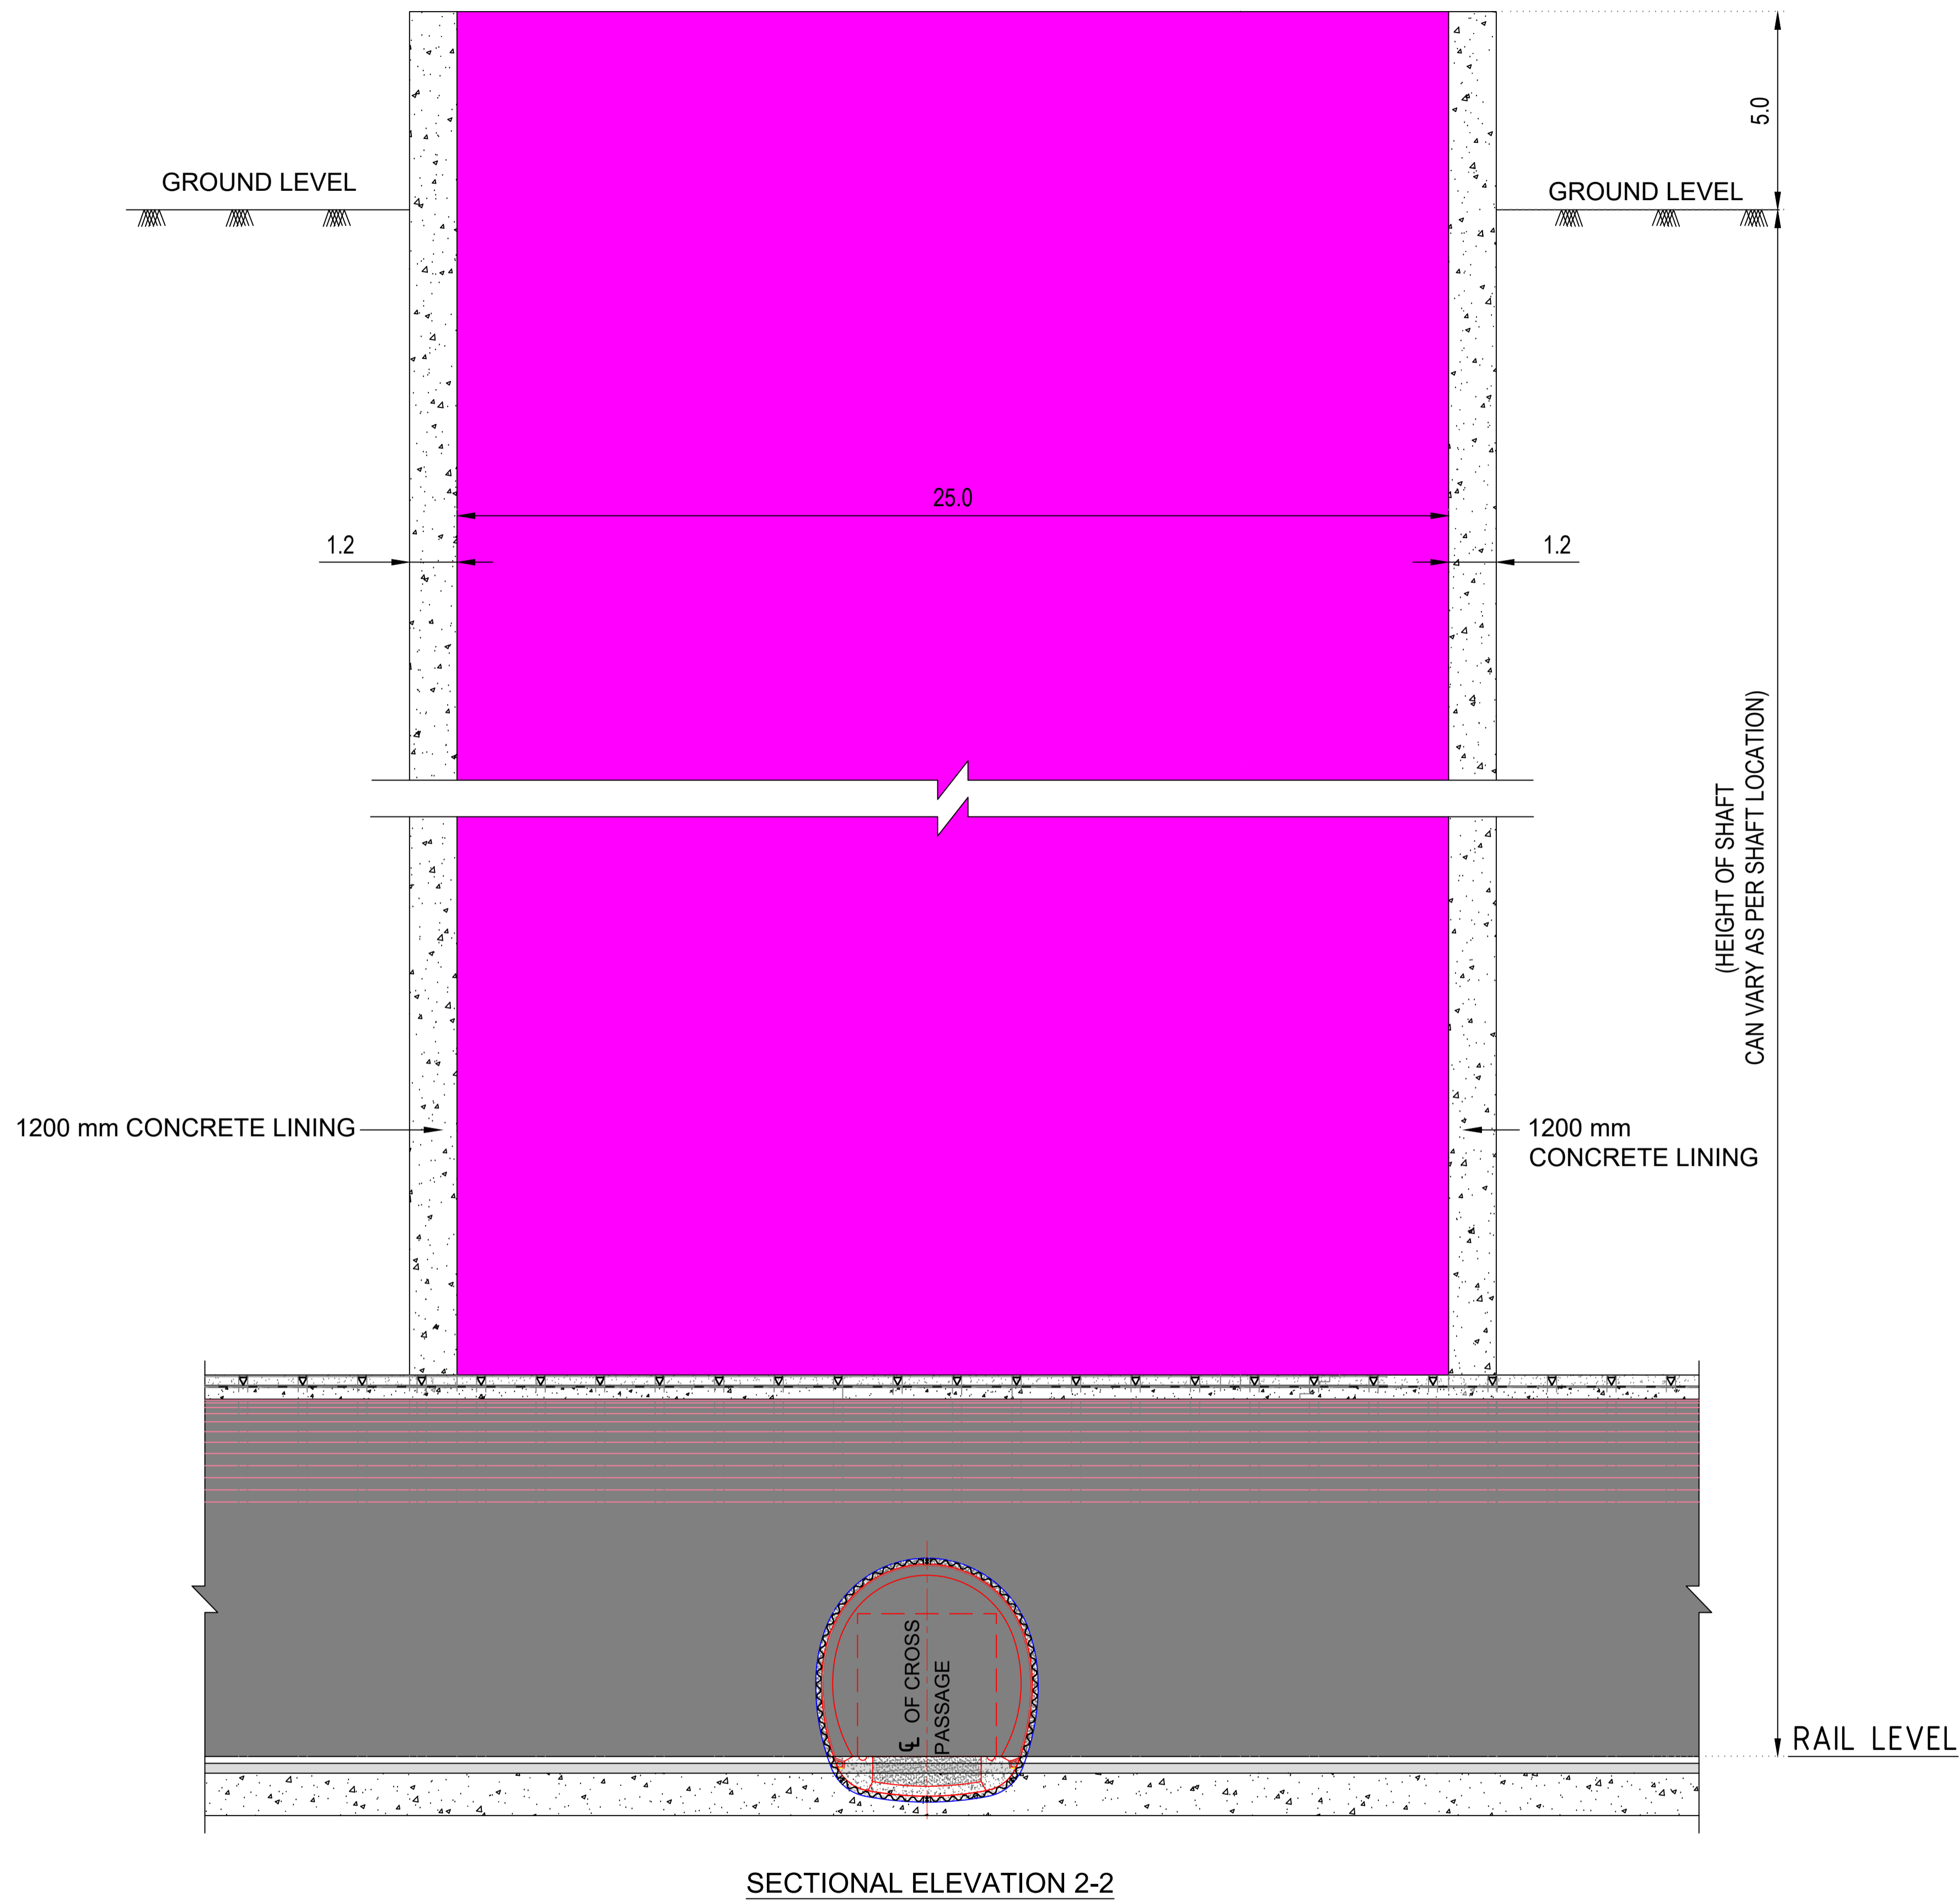 5.0
GROUND LEVEL
GROUND LEVEL
25.0
1.2
1.2
(HEIGHT OF SHAFT
CAN VARY AS PER SHAFT LOCATION)
1200 mm CONCRETE LINING
1200 mm
CONCRETE LINING
℄ OF CROSS
PASSAGE
RAIL LEVEL
SECTIONAL ELEVATION 2-2